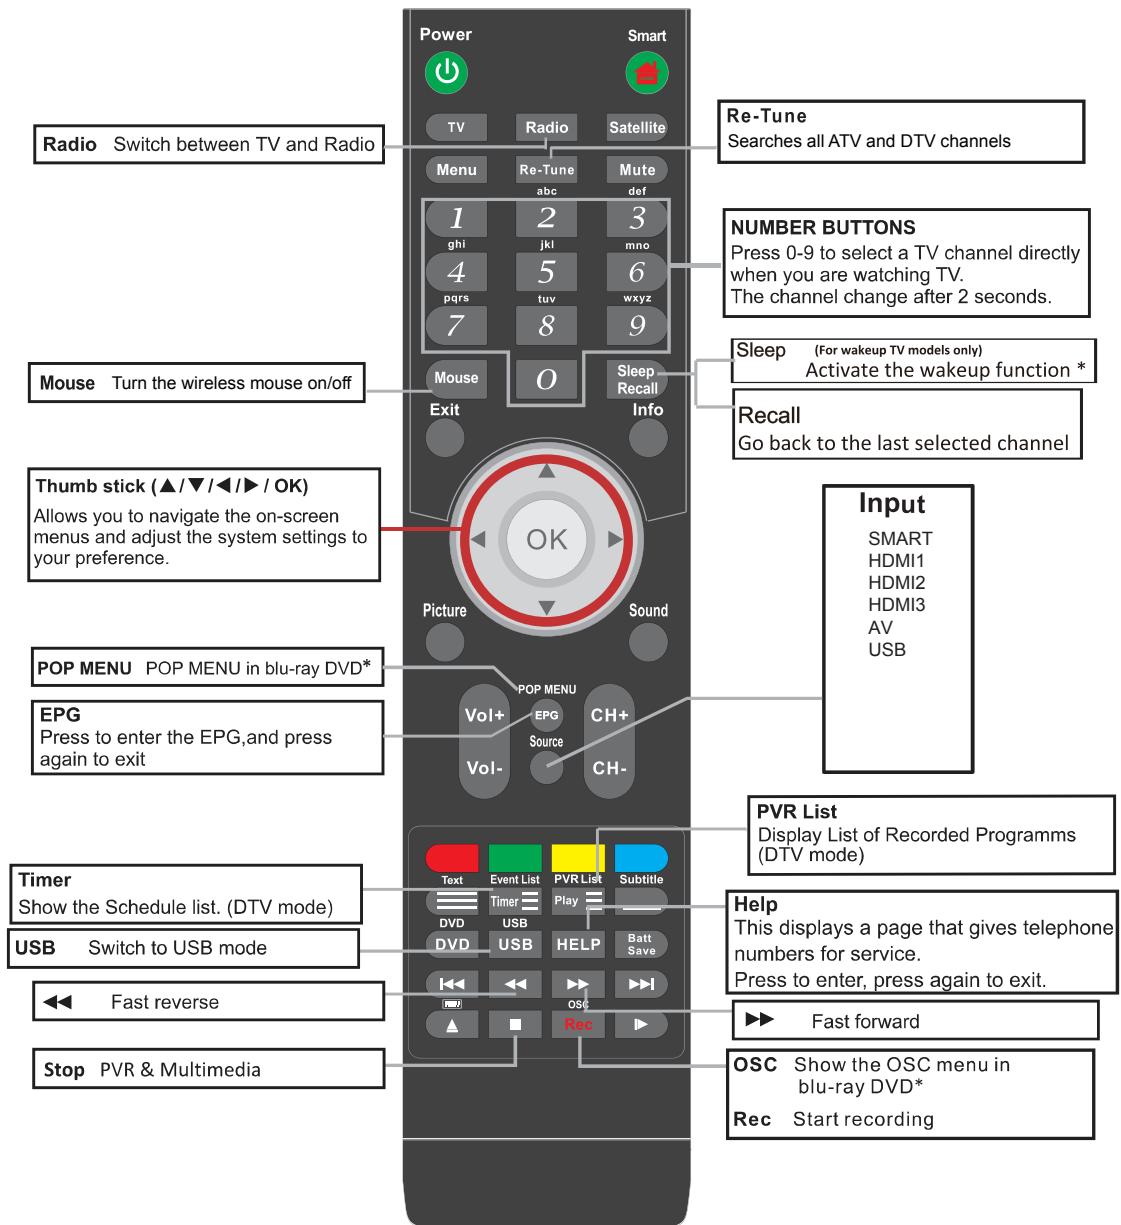 Power
Smart
TV
Radio
Satellite
Menu
Re-Tune
Mute
abc
def
1
2
3
ghi
jkl
mno
4
5
6
pqrs
tuv
wxyz
7
8
9
Mouse
0
Sleep
Recall
Exit
Info
OK
Picture
Sound
POP MENU
Vol+
EPG
CH+
Source
Vol-
CH-
Text
Event List
PVR List
Subtitle
Timer
Play
DVD
USB
DVD
USB
HELP
Batt
Save
OSC
Rec
Radio Switch between TV and Radio
Mouse Turn the wireless mouse on/off
Thumb stick (▲/▼/◀/▶/ OK)
Allows you to navigate the on-screen
menus and adjust the system settings to
your preference.
POP MENU POP MENU in blu-ray DVD*
EPG
Press to enter the EPG,and press
again to exit
Timer
Show the Schedule list. (DTV mode)
USB Switch to USB mode
◀◀ Fast reverse
Stop PVR & Multimedia
Re-Tune
Searches all ATV and DTV channels
NUMBER BUTTONS
Press 0-9 to select a TV channel directly
when you are watching TV.
The channel change after 2 seconds.
Sleep (For wakeup TV models only)
Activate the wakeup function *
Recall
Go back to the last selected channel
Input
SMART
HDMI1
HDMI2
HDMI3
AV
USB
PVR List
Display List of Recorded Programms
(DTV mode)
Help
This displays a page that gives telephone
numbers for service.
Press to enter, press again to exit.
▶▶ Fast forward
OSC Show the OSC menu in
blu-ray DVD*
Rec Start recording